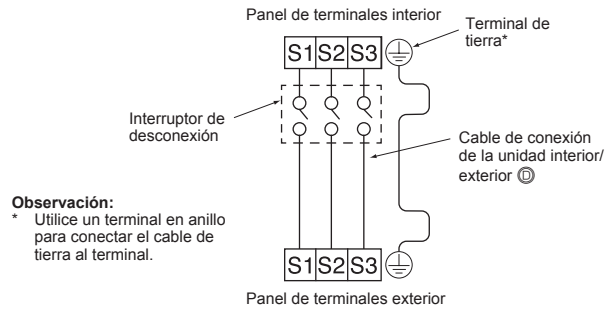 Panel de terminales interior
S1 S2 S3
Terminal de
tierra*
Interruptor de
desconexión
Cable de conexión
de la unidad interior/
exterior Ⓓ
Observación:
* Utilice un terminal en anillo
para conectar el cable de
tierra al terminal.
S1 S2 S3
Panel de terminales exterior